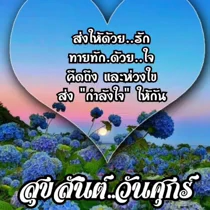 ส่งให้ด้วย..รัก
ทายทัก.ด้วย..ใจ
คิดถึง และห่วงใย
ส่ง "กำลังใจ" ให้กัน
สุขสันต์..วันศุกร์